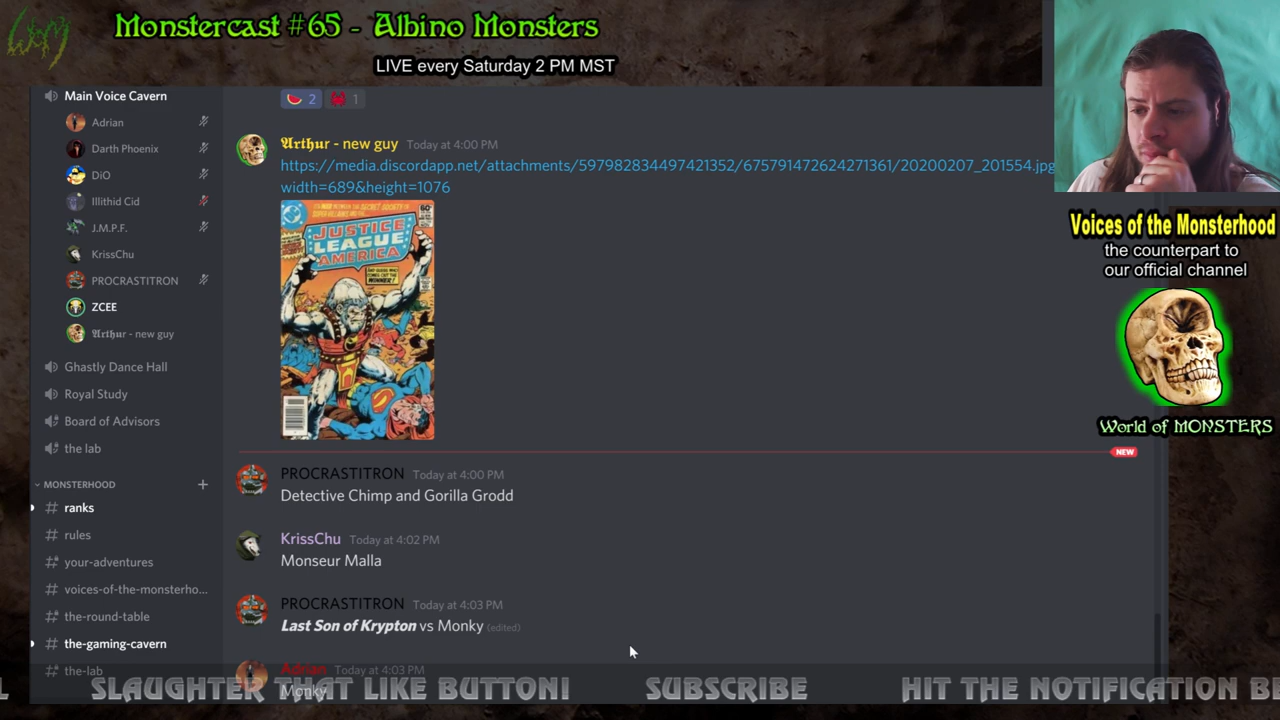 Monstercast #65 - Albino Monsters
LIVE every Saturday 2 PM MST
Main Voice Cavern
Adrian
Darth Phoenix
DiO
Illithid Cid
J.M.P.F.
KrissChu
PROCRASTITRON
ZCEE
Arthur - new guy
Ghastly Dance Hall
Royal Study
Board of Advisors
the lab
MONSTERHOOD
ranks
rules
your-adventures
voices-of-the-monsterho...
the-round-table
the-gaming-cavern
the-lab
2 1
Arthur - new guy Today at 4:00 PM
https://media.discordapp.net/attachments/597982834497421352/675791472624271361/20200207_201554.jpg
width=689&height=1076
60¢
JUSTICE
LEAGUE
OF
AMERICA
WINNER!
NEW
PROCRASTITRON Today at 4:00 PM
Detective Chimp and Gorilla Grodd
KrissChu Today at 4:02 PM
Monseur Malla
PROCRASTITRON Today at 4:03 PM
Last Son of Krypton vs Monky (edited)
Adrian Today at 4:03 PM
Monky
Voices of the Monsterhood
the counterpart to
our official channel
World of MONSTERS
L SLAUGHTER THAT LIKE BUTTON! SUBSCRIBE HIT THE NOTIFICATION BE